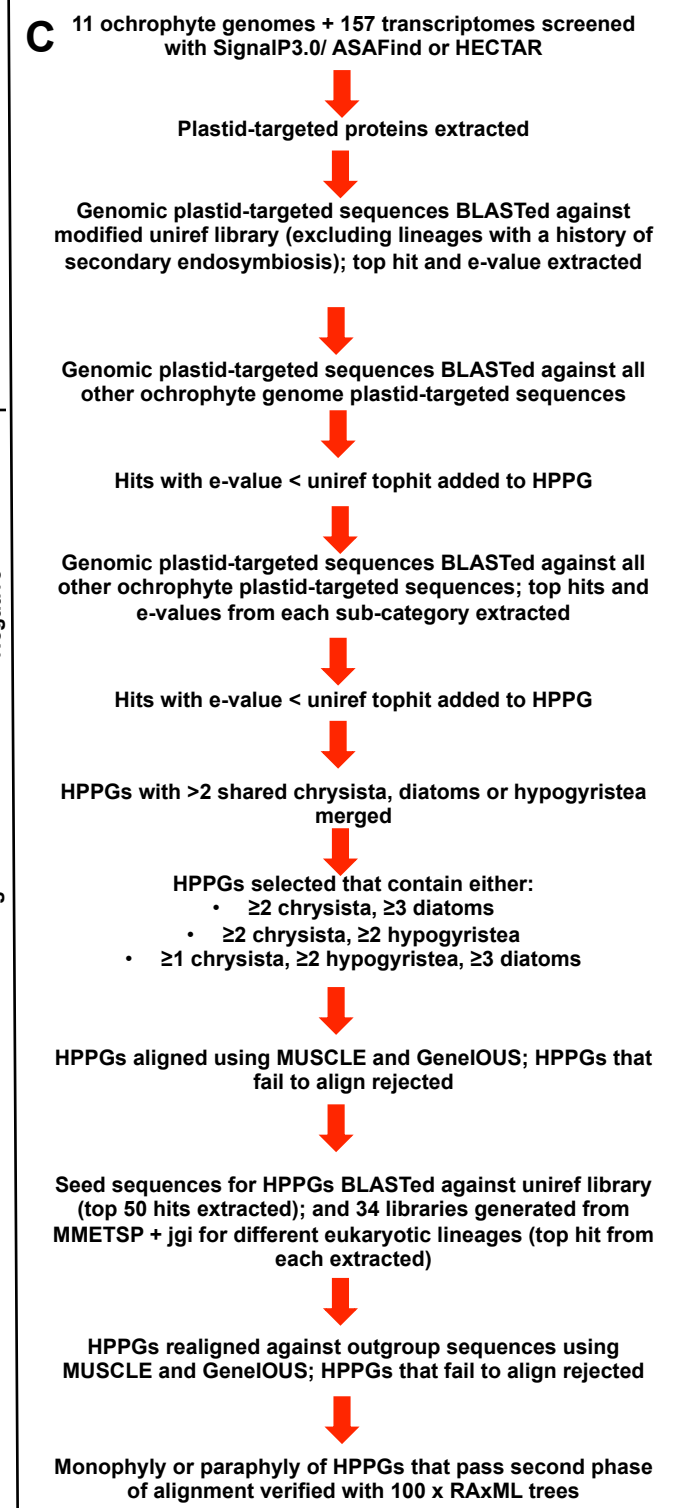 C
11 ochrophyte genomes + 157 transcriptomes screened
with SignalP3.0/ ASAFind or HECTAR
Plastid-targeted proteins extracted
Genomic plastid-targeted sequences BLASTed against
modified uniref library (excluding lineages with a history of
secondary endosymbiosis); top hit and e-value extracted
Genomic plastid-targeted sequences BLASTed against all
other ochrophyte genome plastid-targeted sequences
Hits with e-value < uniref tophit added to HPPG
Genomic plastid-targeted sequences BLASTed against all
other ochrophyte plastid-targeted sequences; top hits and
e-values from each sub-category extracted
Hits with e-value < uniref tophit added to HPPG
HPPGs with >2 shared chrysista, diatoms or hypogyristea
merged
HPPGs selected that contain either:
• ≥2 chrysista, ≥3 diatoms
• ≥2 chrysista, ≥2 hypogyristea
• ≥1 chrysista, ≥2 hypogyristea, ≥3 diatoms
HPPGs aligned using MUSCLE and GeneIOUS; HPPGs that
fail to align rejected
Seed sequences for HPPGs BLASTed against uniref library
(top 50 hits extracted); and 34 libraries generated from
MMETSP + jgi for different eukaryotic lineages (top hit from
each extracted)
HPPGs realigned against outgroup sequences using
MUSCLE and GeneIOUS; HPPGs that fail to align rejected
Monophyly or paraphyly of HPPGs that pass second phase
of alignment verified with 100 x RAxML trees